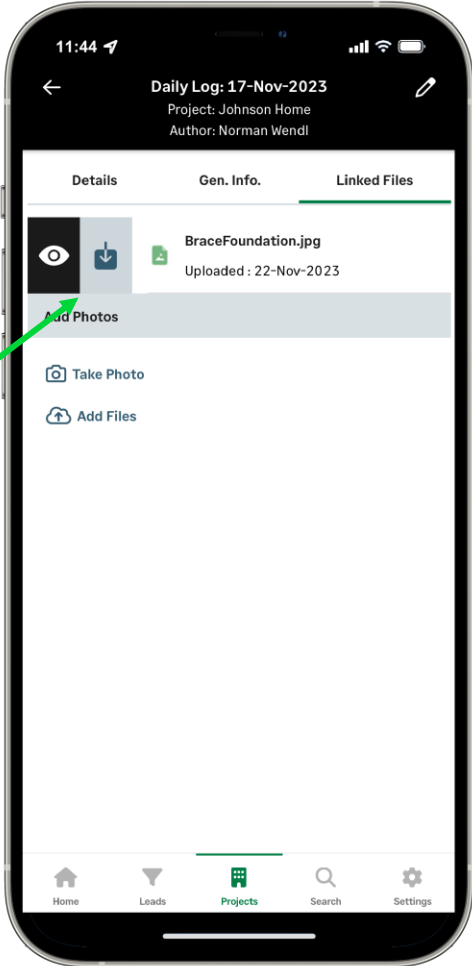 11:44
Daily Log: 17-Nov-2023
Project: Johnson Home
Author: Norman Wendl
Details
Gen. Info.
Linked Files
BraceFoundation.jpg
Uploaded : 22-Nov-2023
Add Photos
Take Photo
Add Files
Home
Leads
Projects
Search
Settings